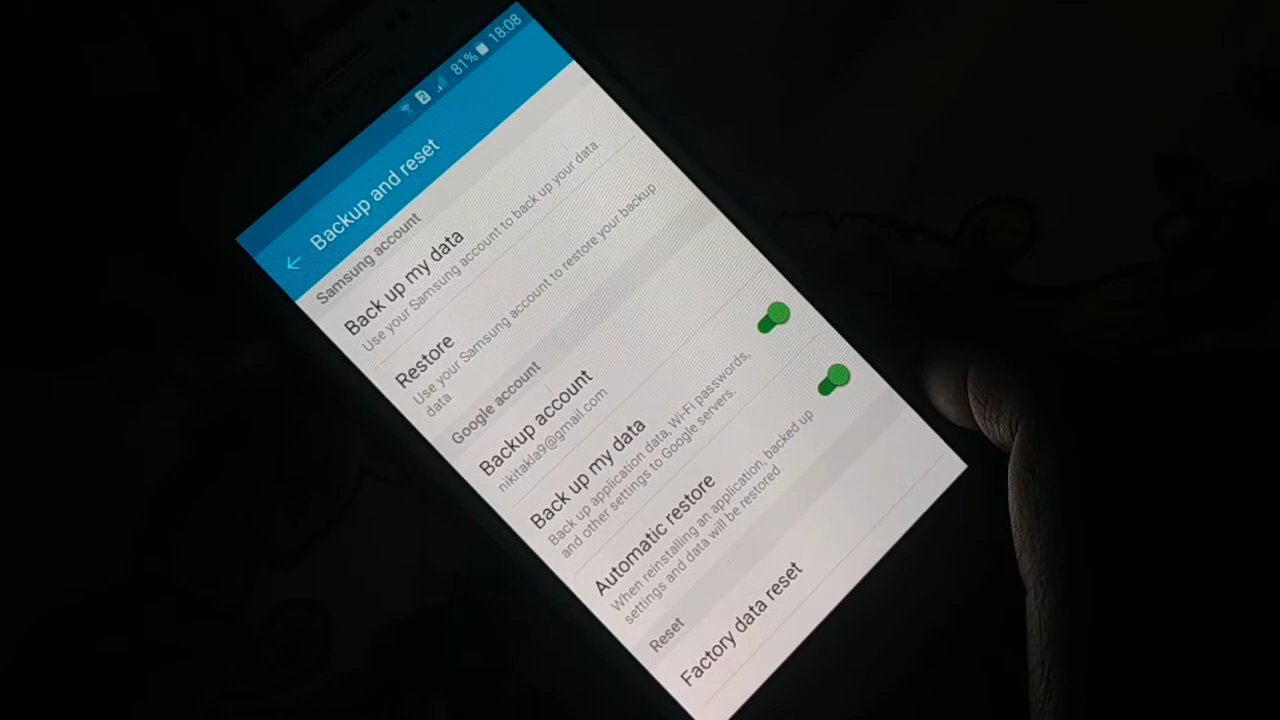 2 81% 18:08
Backup and reset
Samsung account
Back up my data
Use your Samsung account to back up your data.
Restore
Use your Samsung account to restore your backup
data.
Google account
Backup account
nikitakla9@gmail.com
Back up my data
Back up application data, Wi-Fi passwords,
and other settings to Google servers.
Automatic restore
When reinstalling an application, backed up
settings and data will be restored.
Reset
Factory data reset